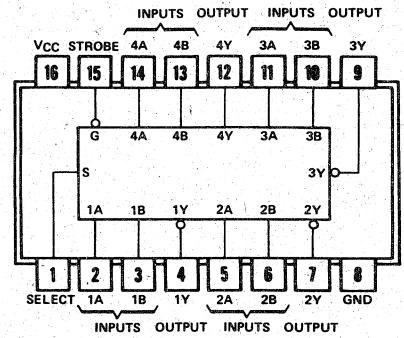 INPUTS OUTPUT INPUTS OUTPUT
VCC STROBE 4A 4B 4Y 3A 3B 3Y
16 15 14 13 12 11 10 9
G 4A 4B 4Y 3A 3B
S 3Y
1A 1B 1Y 2A 2B 2Y
1 2 3 4 5 6 7 8
SELECT 1A 1B 1Y 2A 2B 2Y GND
INPUTS OUTPUT INPUTS OUTPUT